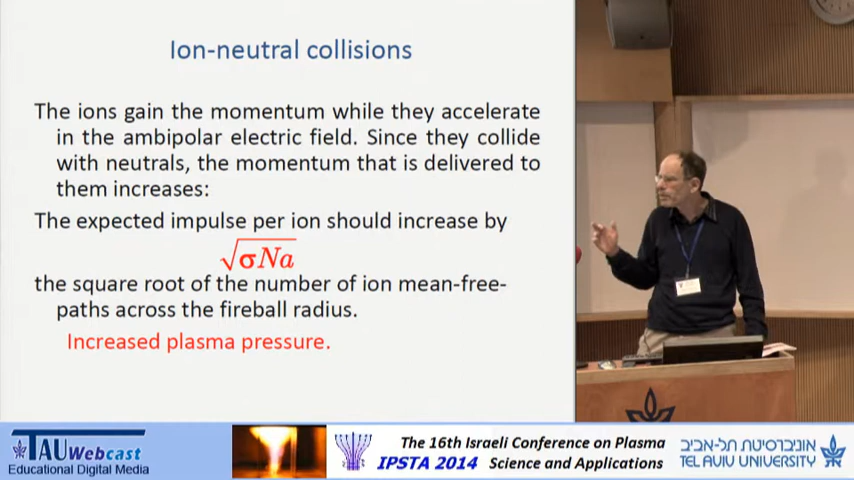 Ion-neutral collisions
The ions gain the momentum while they accelerate
in the ambipolar electric field. Since they collide
with neutrals, the momentum that is delivered to
them increases:
The expected impulse per ion should increase by
√σNa
the square root of the number of ion mean-free-
paths across the fireball radius.
Increased plasma pressure.
TAU Webcast
Educational Digital Media
The 16th Israeli Conference on Plasma
IPSTA 2014 Science and Applications
אוניברסיטת תל-אביב
TEL AVIV UNIVERSITY